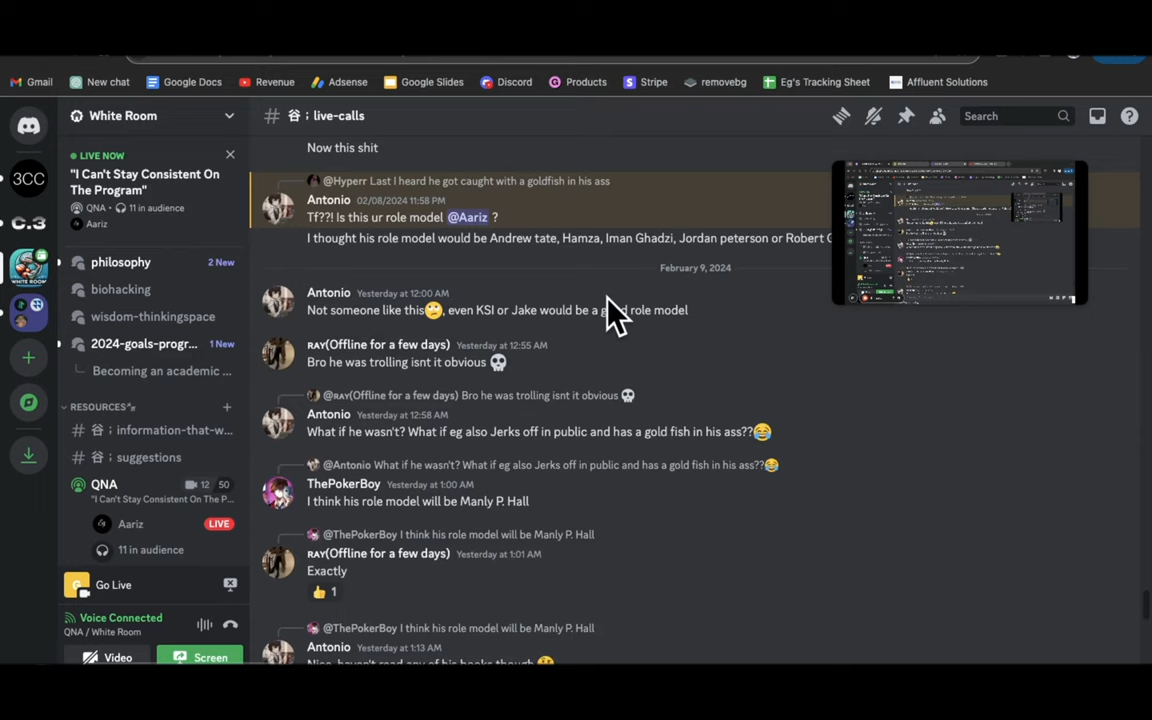 Gmail
New chat
Google Docs
Revenue
Adsense
Google Slides
Discord
Products
Stripe
removebg
Eg's Tracking Sheet
Affluent Solutions
White Room
# 谷 ; live-calls
Search
LIVE NOW
"I Can't Stay Consistent On
The Program"
QNA • 11 in audience
Aariz
3CC
C.3
WHITE ROOM
philosophy
2 New
biohacking
wisdom-thinkingspace
2024-goals-progr...
1 New
Becoming an academic ...
RESOURCES
# 谷 ; information-that-w...
# 谷 ; suggestions
QNA
12 50
"I Can't Stay Consistent On The P...
Aariz
LIVE
11 in audience
G
Go Live
Voice Connected
QNA / White Room
Video
Screen
Now this shit
@Hyperr Last I heard he got caught with a goldfish in his ass
Antonio 02/08/2024 11:58 PM
Tf??! Is this ur role model @Aariz ?
I thought his role model would be Andrew tate, Hamza, Iman Ghadzi, Jordan peterson or Robert
February 9, 2024
Antonio Yesterday at 12:00 AM
Not someone like this🙄, even KSI or Jake would be a role model
RAY(Offline for a few days) Yesterday at 12:55 AM
Bro he was trolling isnt it obvious 💀
@RAY(Offline for a few days) Bro he was trolling isnt it obvious 💀
Antonio Yesterday at 12:58 AM
What if he wasn't? What if eg also Jerks off in public and has a gold fish in his ass??😂
@Antonio What if he wasn't? What if eg also Jerks off in public and has a gold fish in his ass??😂
ThePokerBoy Yesterday at 1:00 AM
I think his role model will be Manly P. Hall
@ThePokerBoy I think his role model will be Manly P. Hall
RAY(Offline for a few days) Yesterday at 1:01 AM
Exactly
👍 1
@ThePokerBoy I think his role model will be Manly P. Hall
Antonio Yesterday at 1:13 AM